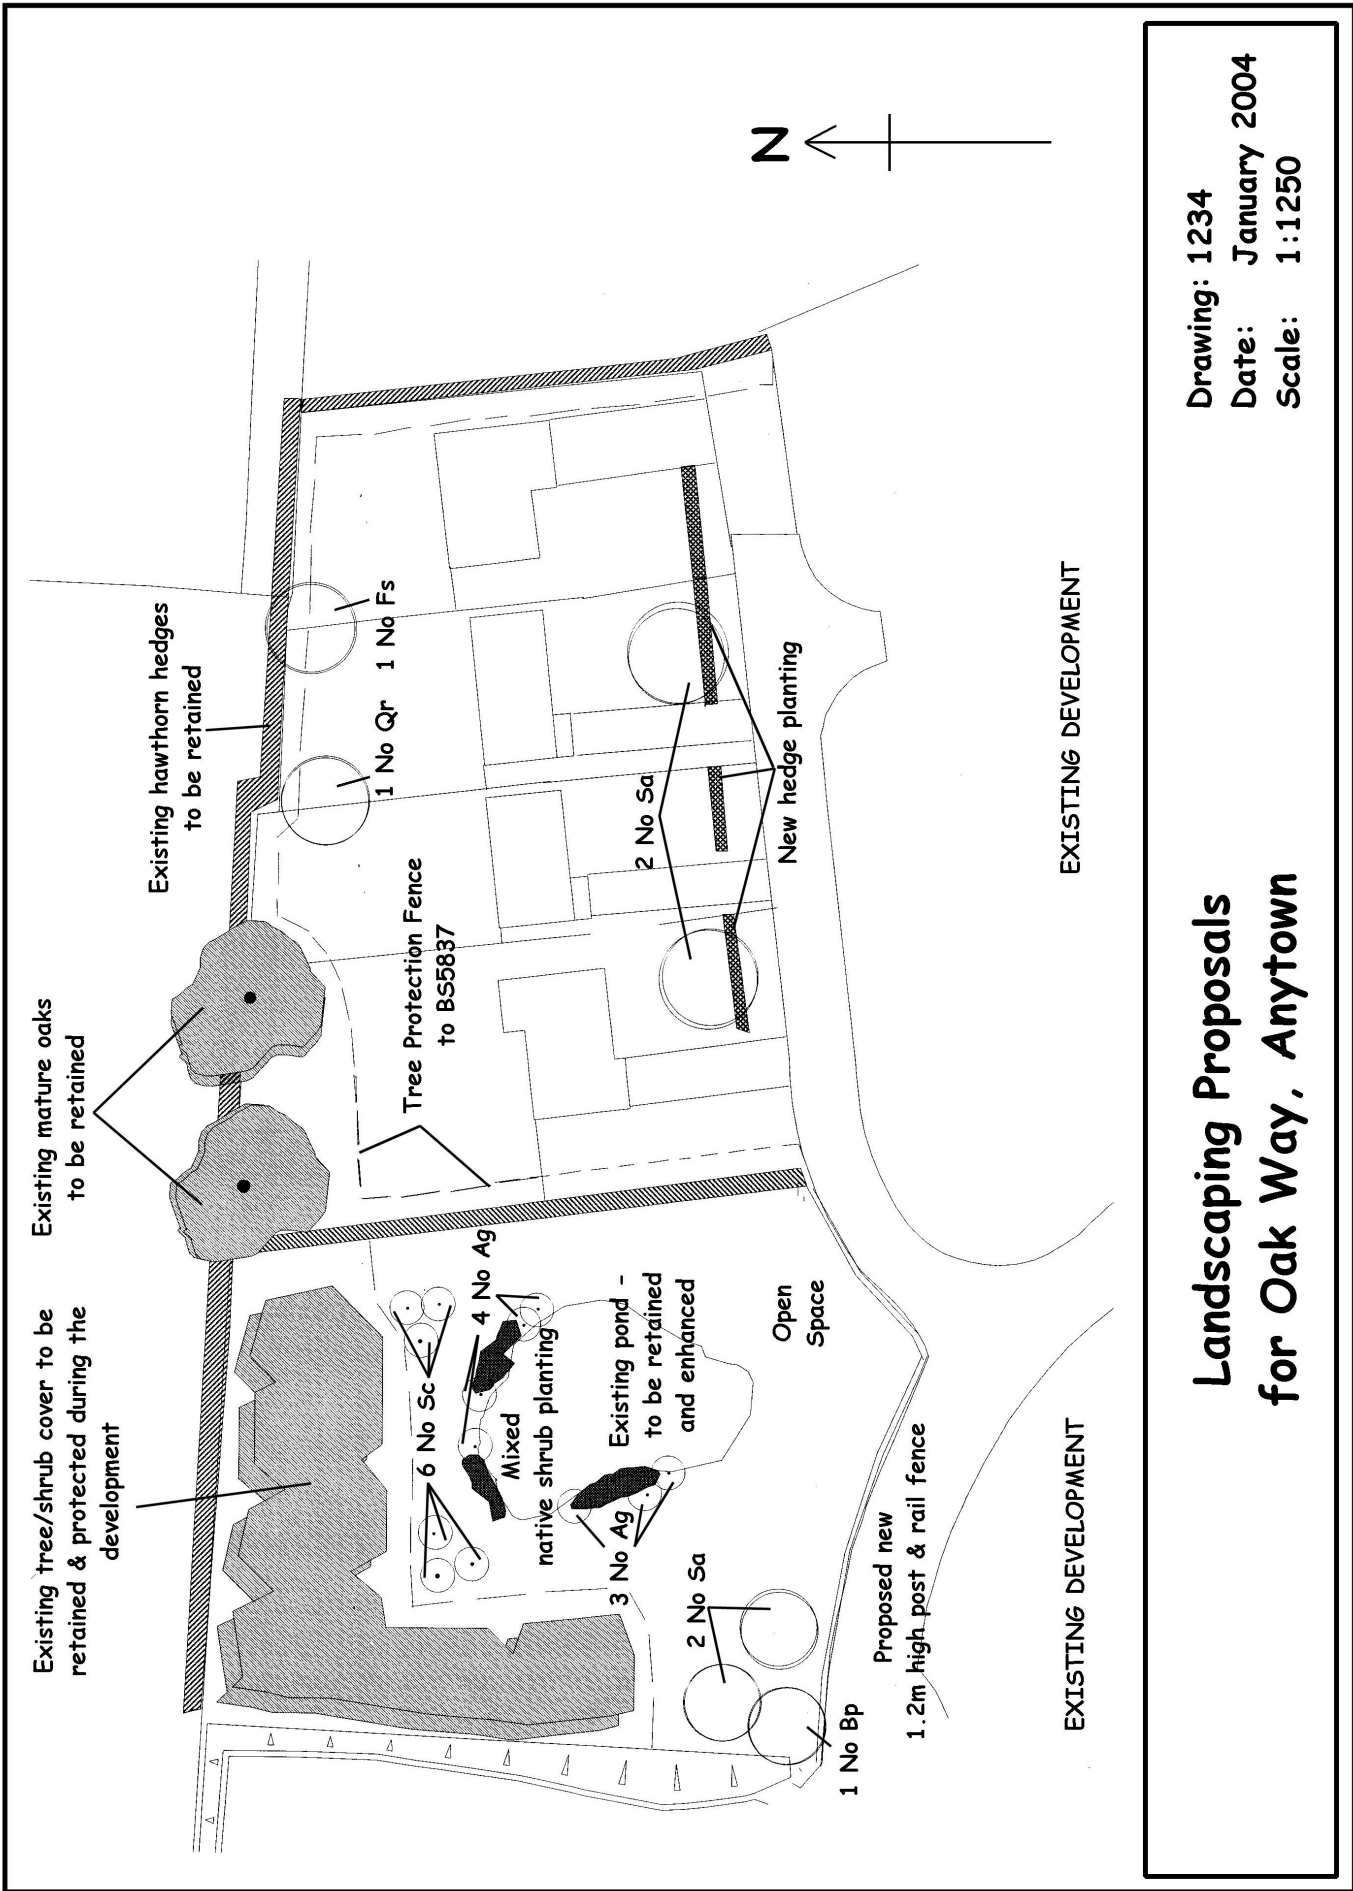 Existing tree/shrub cover to be
retained & protected during the
development
Existing mature oaks
to be retained
Existing hawthorn hedges
to be retained
N
Tree Protection Fence
to BS5837
1 No Qr
1 No Fs
6 No Sc
4 No Ag
Mixed
native shrub planting
3 No Ag
Existing pond -
to be retained
and enhanced
2 No Sa
2 No Sa
New hedge planting
Open
Space
1 No Bp
Proposed new
1.2m high post & rail fence
EXISTING DEVELOPMENT
EXISTING DEVELOPMENT
Landscaping Proposals
for Oak Way, Anytown
Drawing: 1234
Date: January 2004
Scale: 1:1250